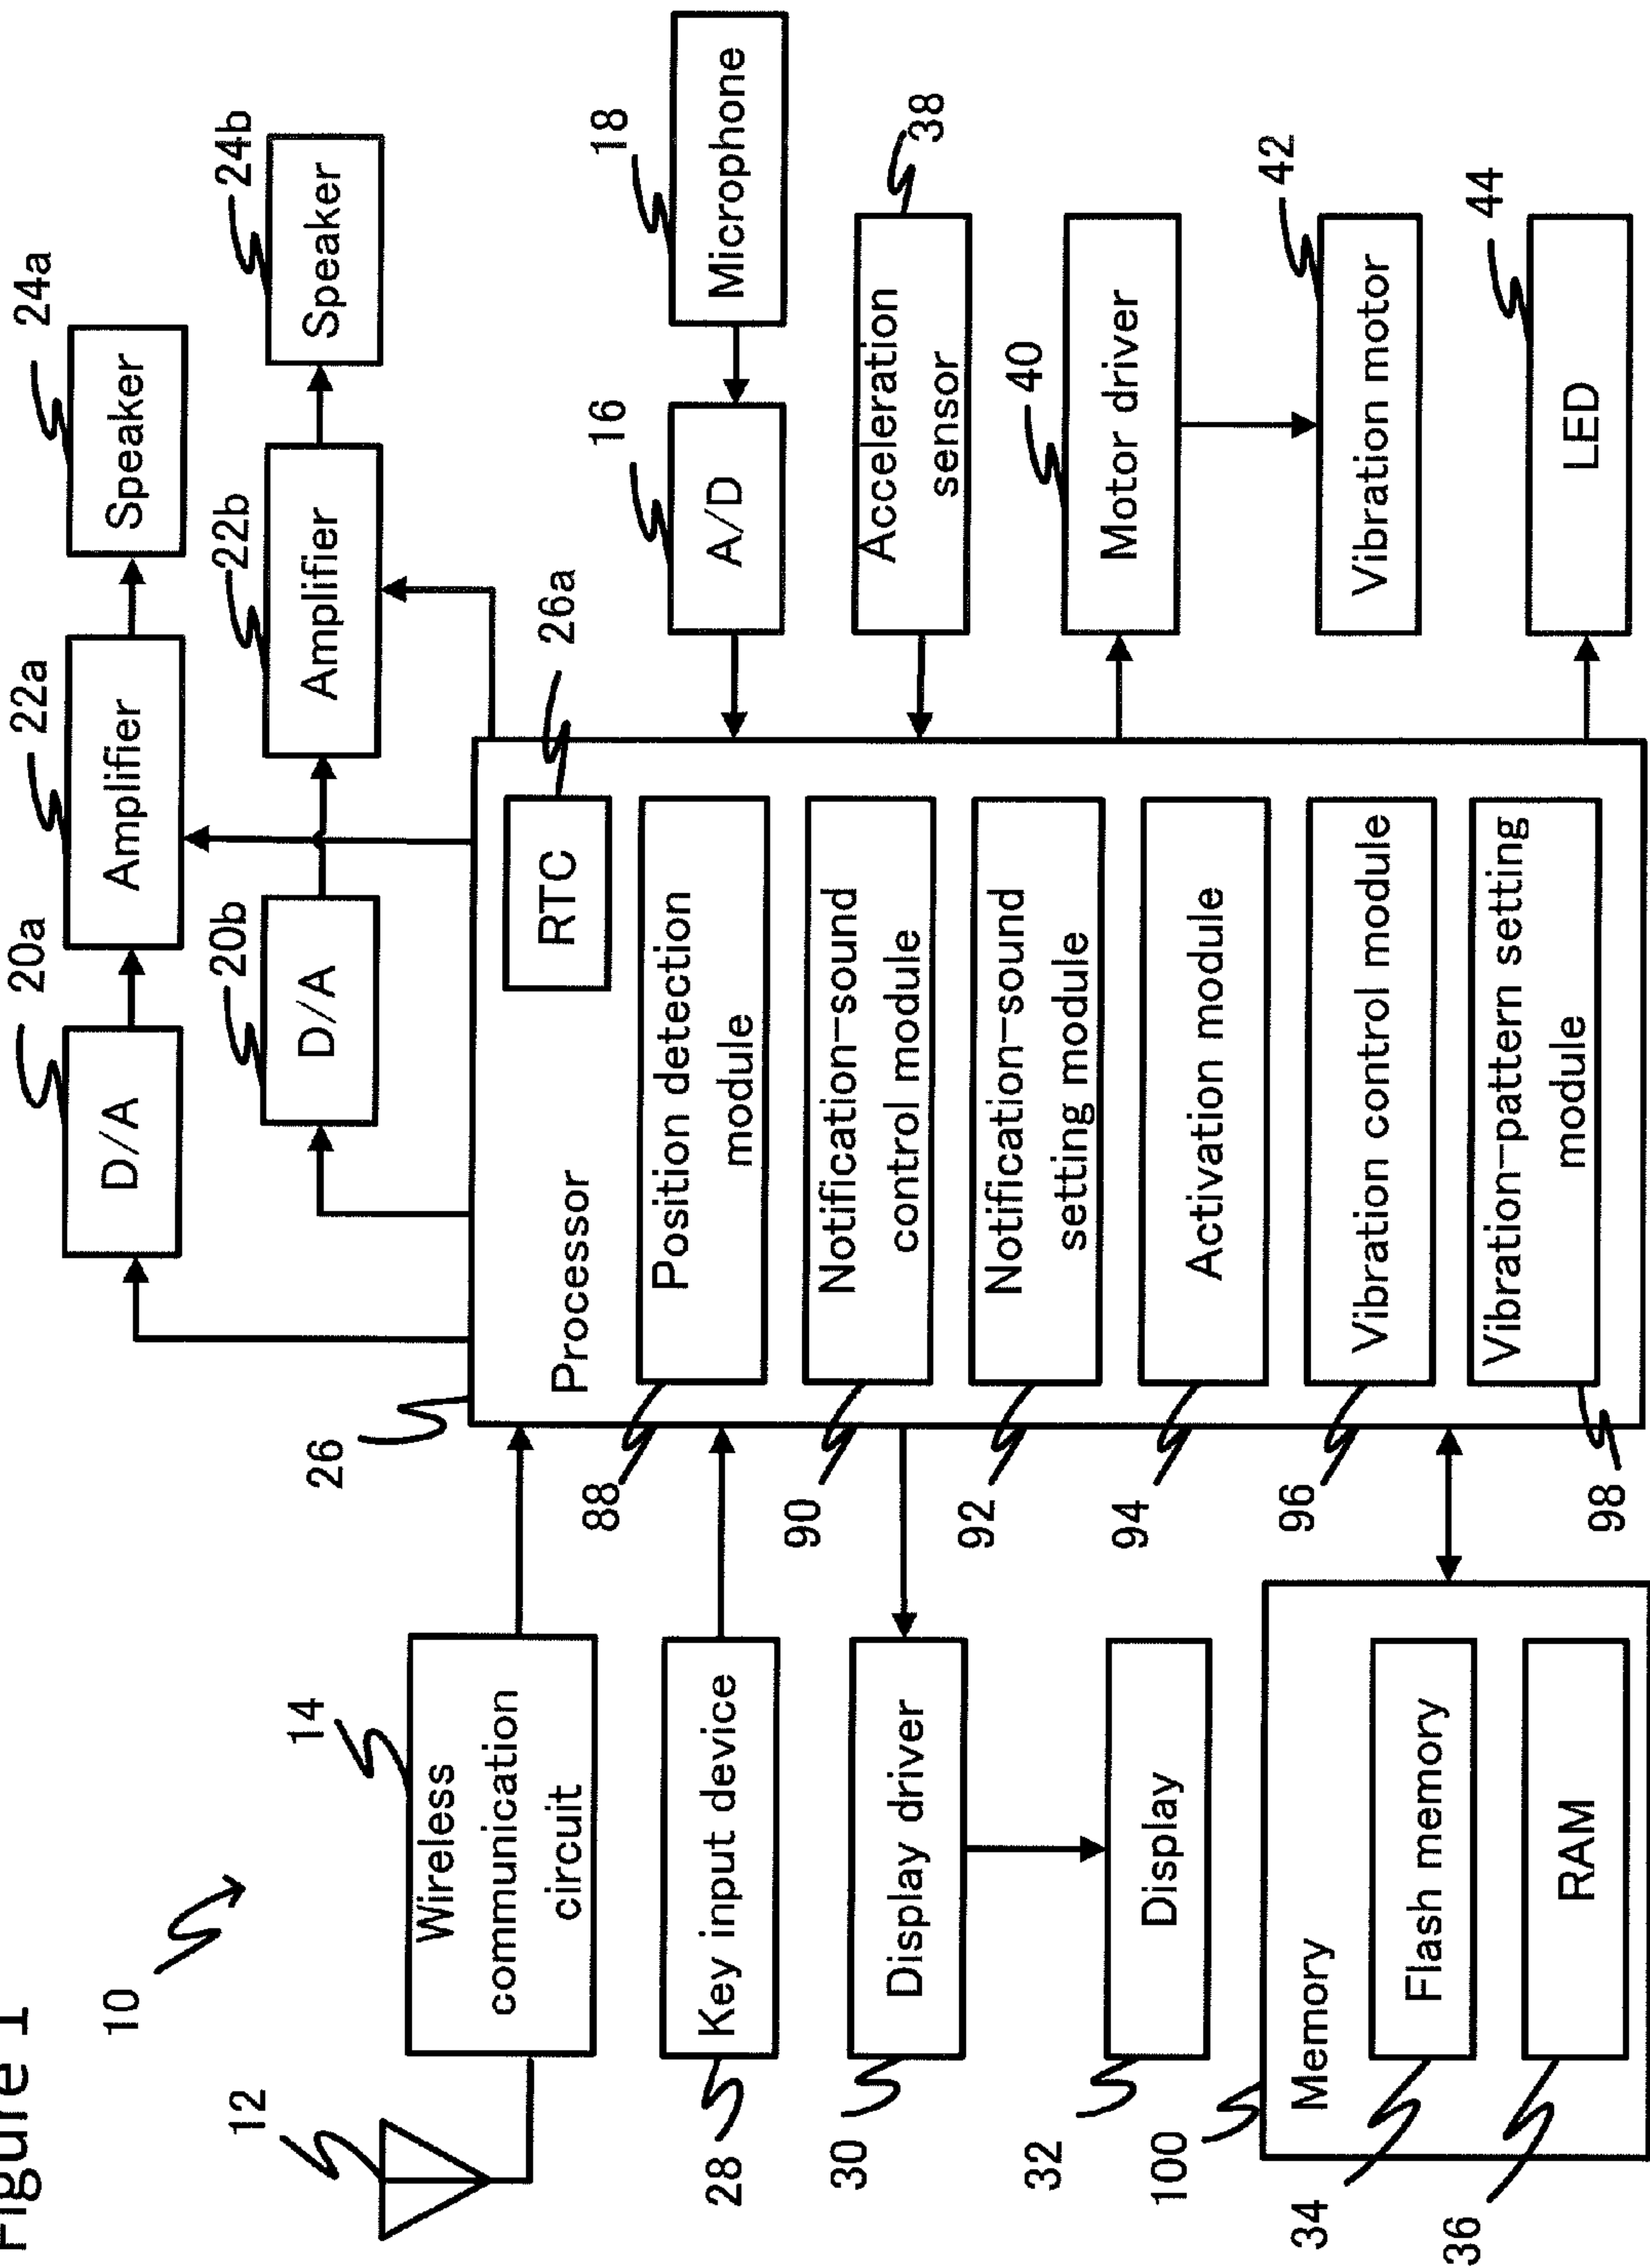 Figure 1
10
12
14
Wireless
communication
circuit
28
Key input device
30
Display driver
32
Display
100
Memory
34
Flash memory
36
RAM
26
Processor
26a
RTC
88
Position detection
module
90
Notification-sound
control module
92
Notification-sound
setting module
94
Activation module
96
Vibration control module
98
Vibration-pattern setting
module
20a
D/A
22a
Amplifier
24a
Speaker
20b
D/A
22b
Amplifier
24b
Speaker
16
A/D
18
Microphone
38
Acceleration
sensor
40
Motor driver
42
Vibration motor
44
LED